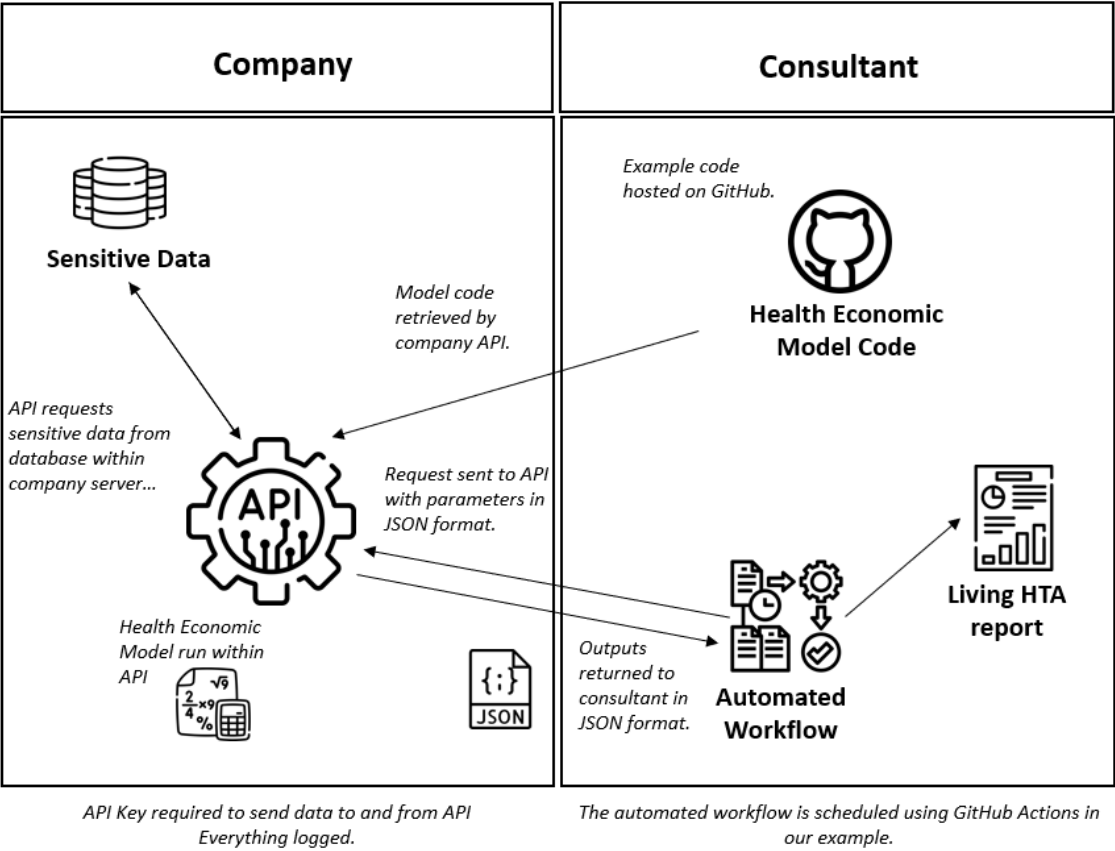 Company
Consultant
Example code
hosted on GitHub.
Sensitive Data
Model code
retrieved by
company API.
Health Economic
Model Code
API requests
sensitive data from
database within
company server…
API
Request sent to API
with parameters in
JSON format.
Living HTA
report
Health Economic
Model run within
API
√9
2
4
×9
%
{;}
JSON
Outputs
returned to
consultant in
JSON format.
Automated
Workflow
API Key required to send data to and from API
Everything logged.
The automated workflow is scheduled using GitHub Actions in
our example.